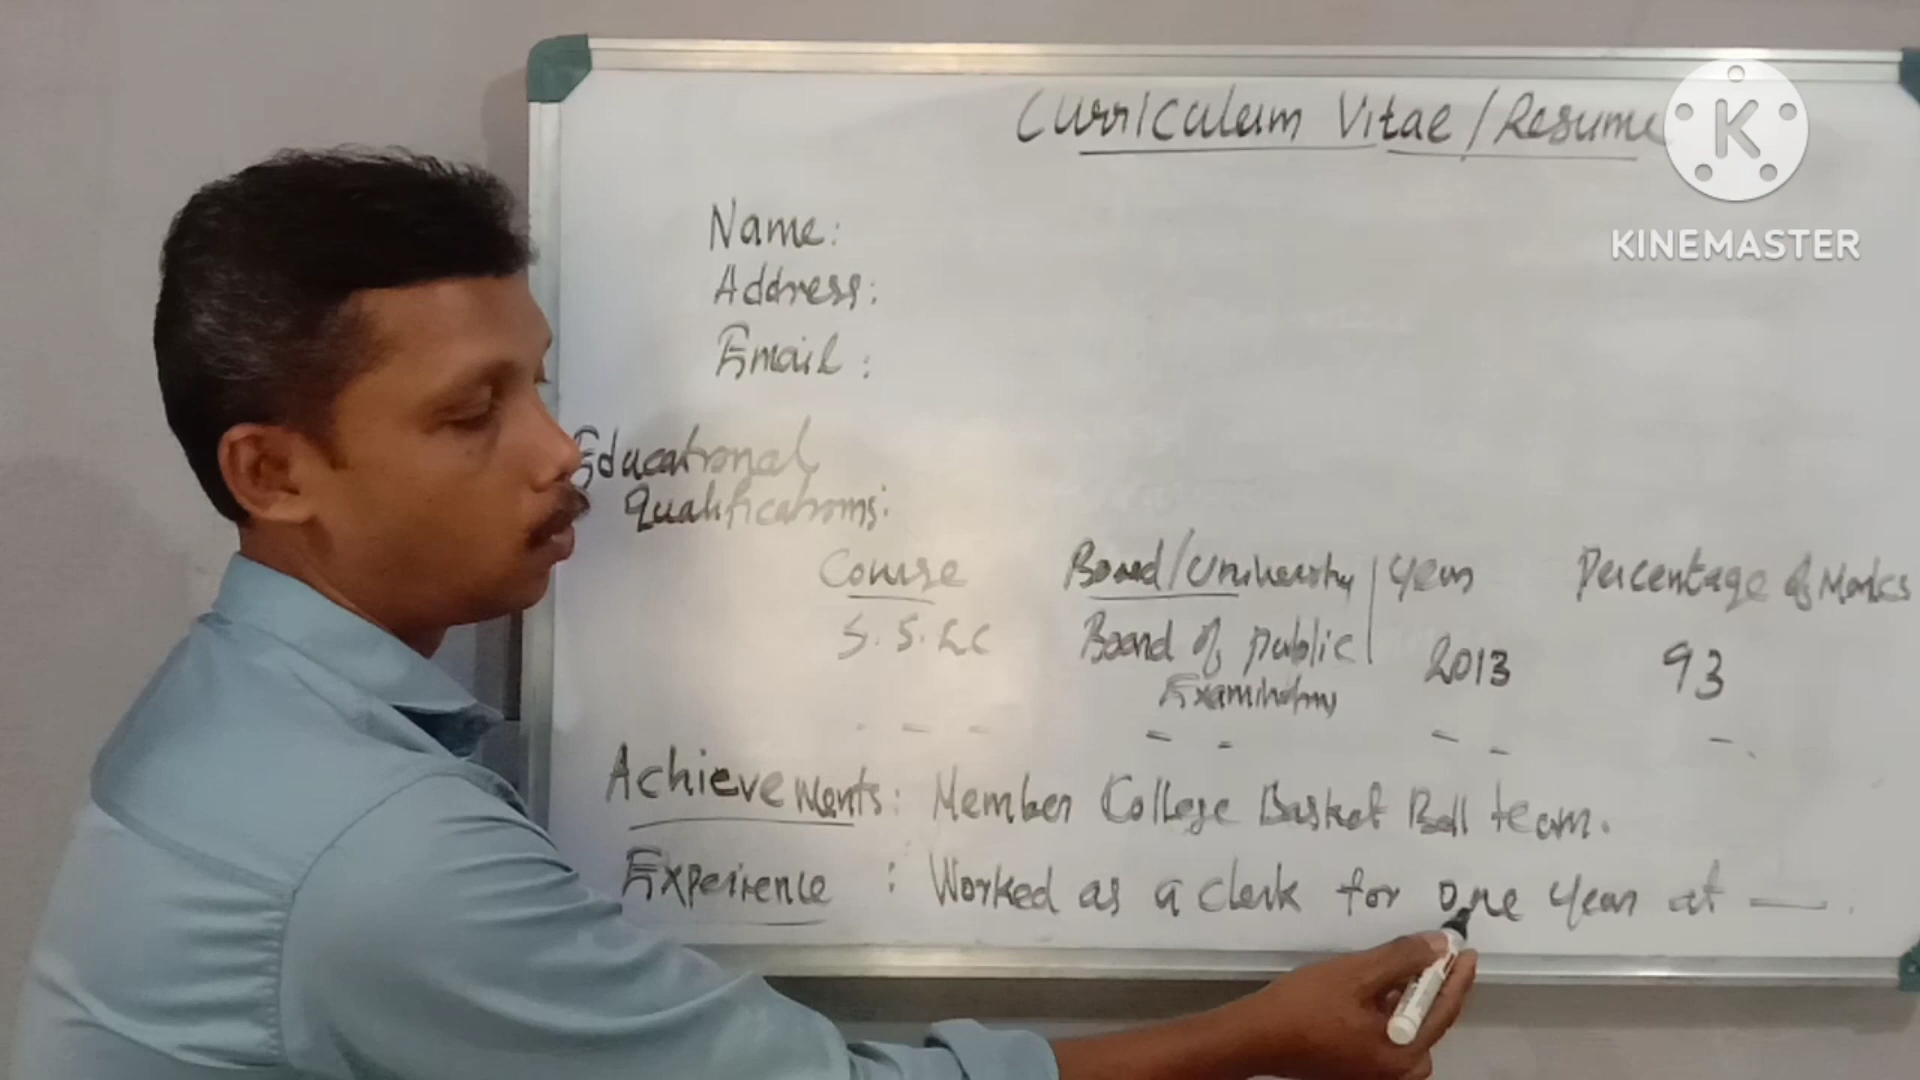 Curriculum Vitae/Resume
K
KINEMASTER
Name:
Address:
Email:
Educational
Qualifications:
Course Board/University Year Percentage of Marks
S.S.LC Board of public 2013 93
Examinations
Achievements: Member College Basket Ball team.
Experience : Worked as a clerk for one year at —.